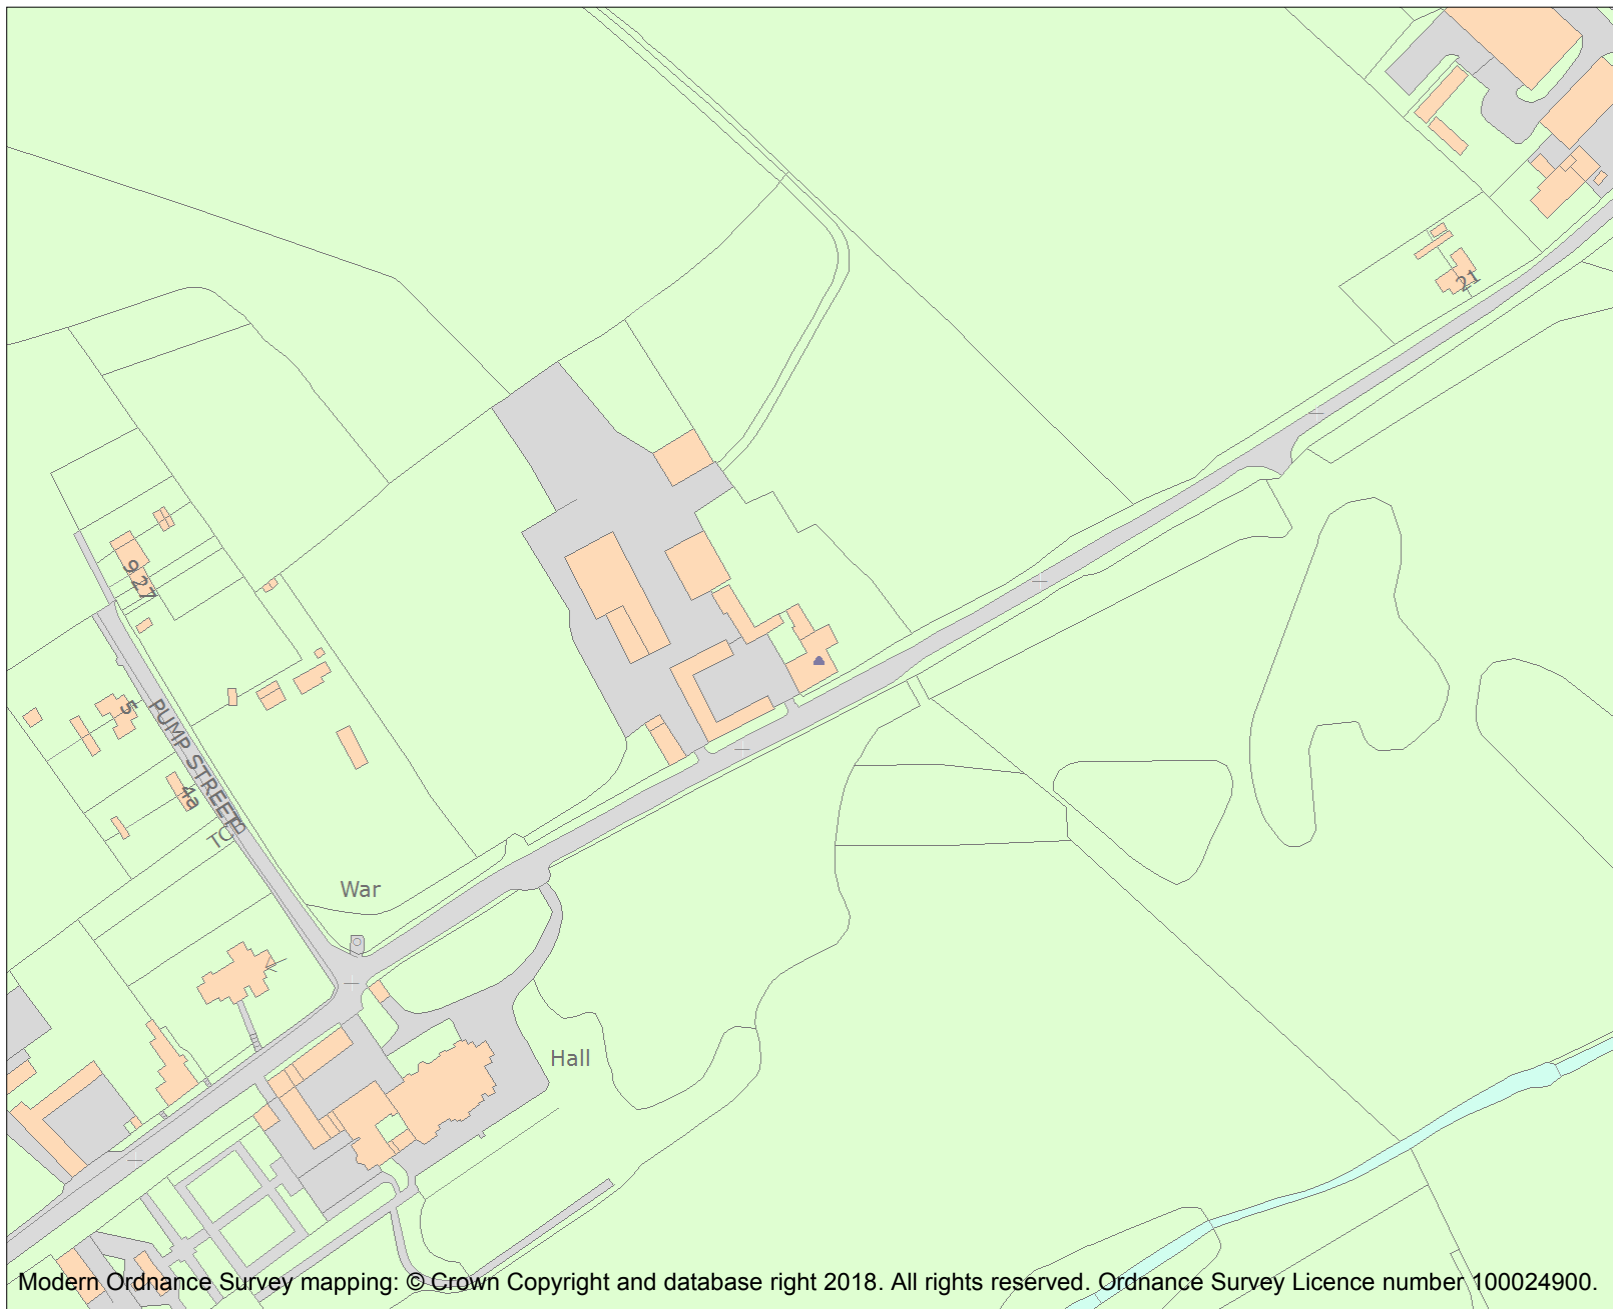 21
9 27
5
PUMP STREET
4a
TCB
War
Hall
Modern Ordnance Survey mapping: © Crown Copyright and database right 2018. All rights reserved. Ordnance Survey Licence number 100024900.